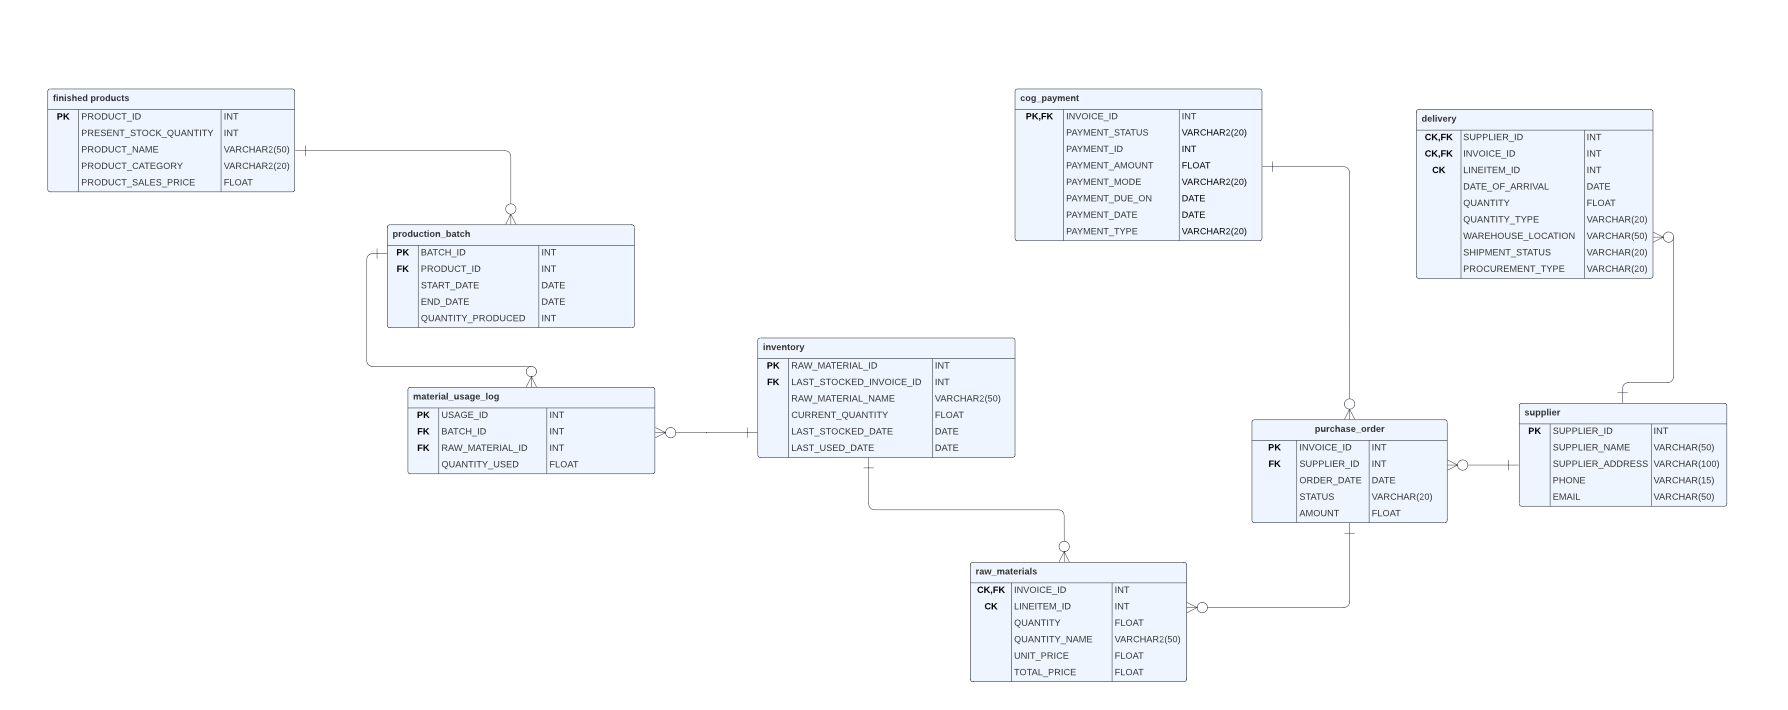 finished products
PK PRODUCT_ID INT
PRESENT_STOCK_QUANTITY INT
PRODUCT_NAME VARCHAR2(50)
PRODUCT_CATEGORY VARCHAR2(20)
PRODUCT_SALES_PRICE FLOAT
cog_payment
PK,FK INVOICE_ID INT
PAYMENT_STATUS VARCHAR2(20)
PAYMENT_ID INT
PAYMENT_AMOUNT FLOAT
PAYMENT_MODE VARCHAR2(20)
PAYMENT_DUE_ON DATE
PAYMENT_DATE DATE
PAYMENT_TYPE VARCHAR2(20)
delivery
CK,FK SUPPLIER_ID INT
CK,FK INVOICE_ID INT
CK LINEITEM_ID INT
DATE_OF_ARRIVAL DATE
QUANTITY FLOAT
QUANTITY_TYPE VARCHAR(20)
WAREHOUSE_LOCATION VARCHAR(50)
SHIPMENT_STATUS VARCHAR(20)
PROCUREMENT_TYPE VARCHAR(20)
production_batch
PK BATCH_ID INT
FK PRODUCT_ID INT
START_DATE DATE
END_DATE DATE
QUANTITY_PRODUCED INT
inventory
PK RAW_MATERIAL_ID INT
FK LAST_STOCKED_INVOICE_ID INT
RAW_MATERIAL_NAME VARCHAR2(50)
CURRENT_QUANTITY FLOAT
LAST_STOCKED_DATE DATE
LAST_USED_DATE DATE
material_usage_log
PK USAGE_ID INT
FK BATCH_ID INT
FK RAW_MATERIAL_ID INT
QUANTITY_USED FLOAT
purchase_order
PK INVOICE_ID INT
FK SUPPLIER_ID INT
ORDER_DATE DATE
STATUS VARCHAR(20)
AMOUNT FLOAT
supplier
PK SUPPLIER_ID INT
SUPPLIER_NAME VARCHAR(50)
SUPPLIER_ADDRESS VARCHAR(100)
PHONE VARCHAR(15)
EMAIL VARCHAR(50)
raw_materials
CK,FK INVOICE_ID INT
CK LINEITEM_ID INT
QUANTITY FLOAT
QUANTITY_NAME VARCHAR2(50)
UNIT_PRICE FLOAT
TOTAL_PRICE FLOAT